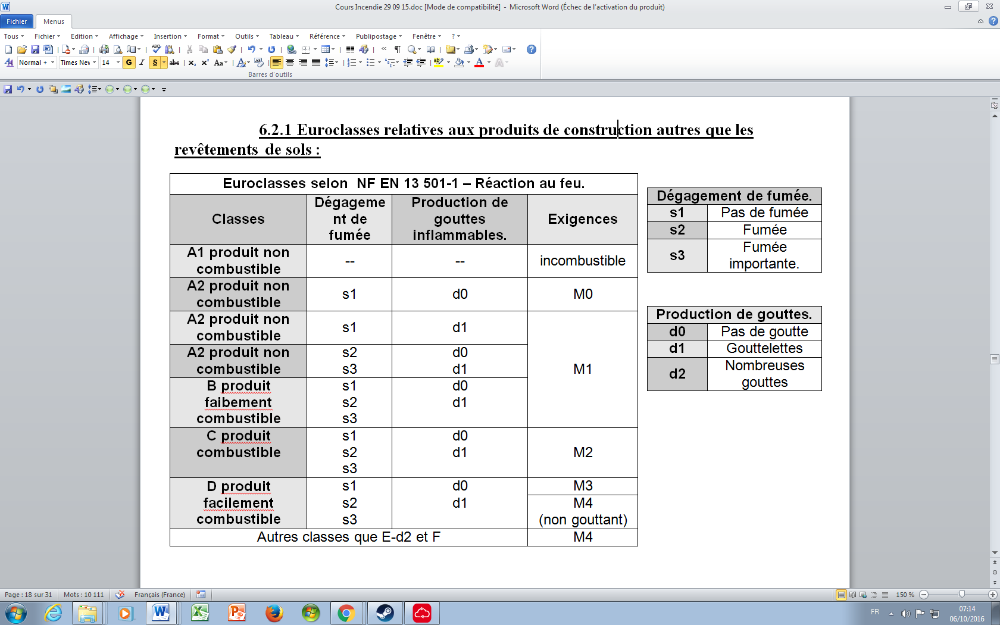 Cours Incendie 29 09 15.doc [Mode de compatibilité] - Microsoft Word (Échec de l'activation du produit)
Fichier Menus
Tous Fichier Edition Affichage Insertion Format Outils Tableau Référence Publipostage Fenêtre ?
Normal + Times Nev 14 G I S abc x₂ x² Aa
Barres d'outils
6.2.1 Euroclasses relatives aux produits de construction autres que les
revêtements de sols :
Euroclasses selon NF EN 13 501-1 – Réaction au feu.
Classes
Dégageme
nt de
fumée
Production de
gouttes
inflammables.
Exigences
A1 produit non
combustible
--
--
incombustible
A2 produit non
combustible
s1
d0
M0
A2 produit non
combustible
s1
d1
A2 produit non
combustible
s2
s3
d0
d1
M1
B produit
faibement
combustible
s1
s2
s3
d0
d1
C produit
combustible
s1
s2
s3
d0
d1
M2
D produit
facilement
combustible
s1
s2
s3
d0
d1
M3
M4
(non gouttant)
Autres classes que E-d2 et F
M4
Dégagement de fumée.
s1 Pas de fumée
s2 Fumée
s3 Fumée
importante.
Production de gouttes.
d0 Pas de goutte
d1 Gouttelettes
d2 Nombreuses
gouttes
Page : 18 sur 31 Mots : 10 111 Français (France) 150 %
FR 07:14
06/10/2016